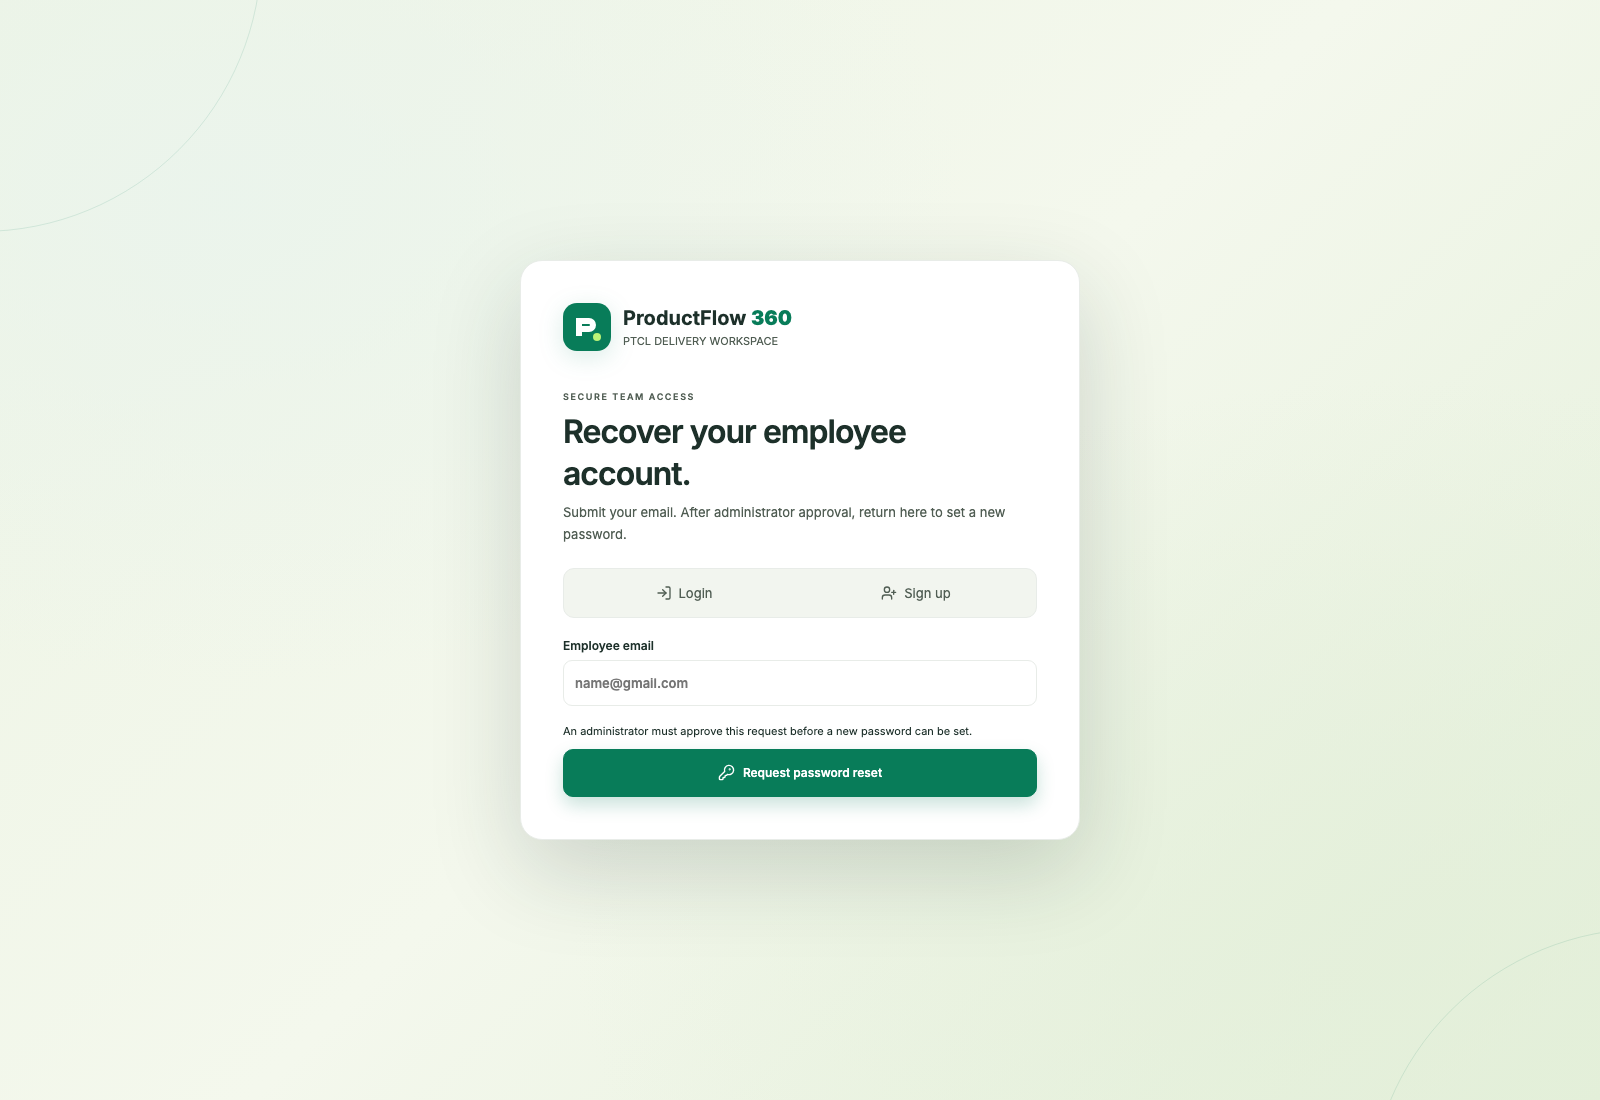 ProductFlow 360
PTCL DELIVERY WORKSPACE
SECURE TEAM ACCESS
Recover your employee
account.
Submit your email. After administrator approval, return here to set a new
password.
Login
Sign up
Employee email
name@gmail.com
An administrator must approve this request before a new password can be set.
Request password reset